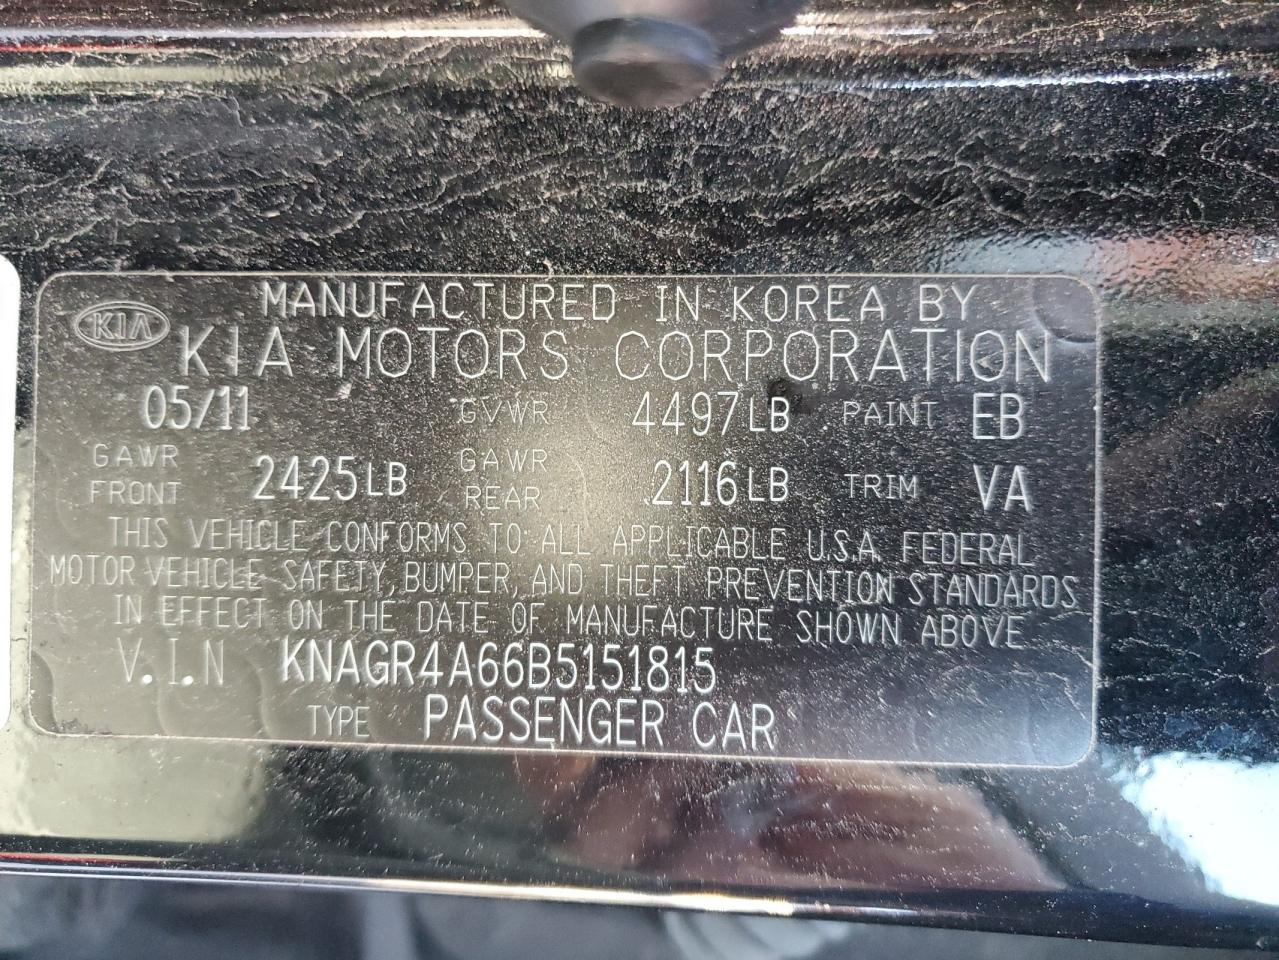 MANUFACTURED IN KOREA BY
KIA KIA MOTORS CORPORATION
05/11 GVWR 4497LB PAINT EB
GAWR FRONT 2425LB GAWR REAR 2116LB TRIM VA
THIS VEHICLE CONFORMS TO ALL APPLICABLE U.S.A. FEDERAL
MOTOR VEHICLE SAFETY, BUMPER, AND THEFT PREVENTION STANDARDS
IN EFFECT ON THE DATE OF MANUFACTURE SHOWN ABOVE
V.I.N KNAGR4A66B5151815
TYPE PASSENGER CAR